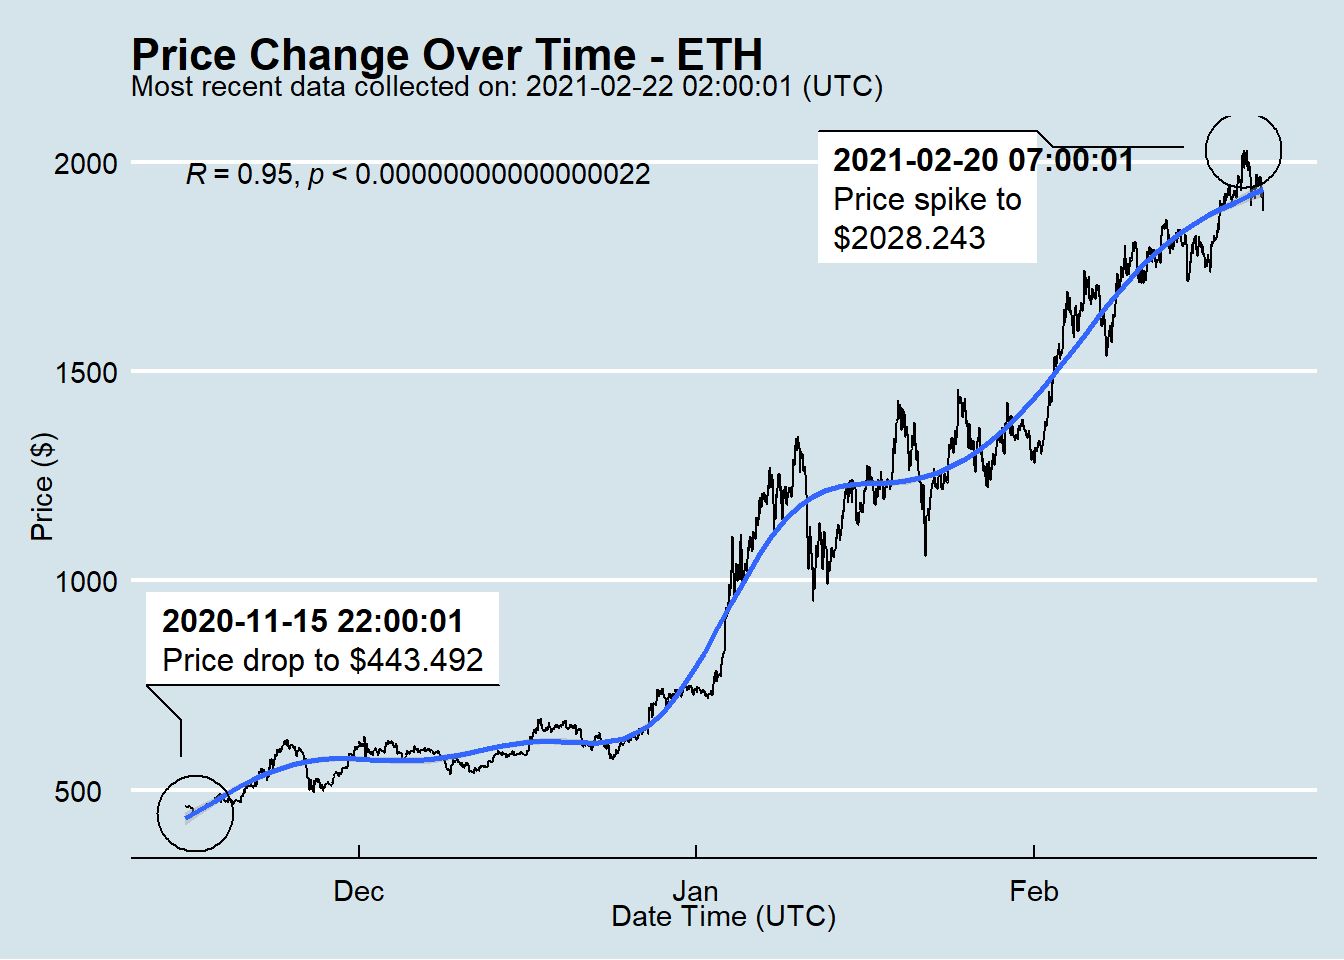 Price Change Over Time - ETH
Most recent data collected on: 2021-02-22 02:00:01 (UTC)
R = 0.95, p < 0.00000000000000022
2021-02-20 07:00:01
Price spike to
$2028.243
2000
1500
1000
500
Price ($)
2020-11-15 22:00:01
Price drop to $443.492
Dec
Jan
Feb
Date Time (UTC)